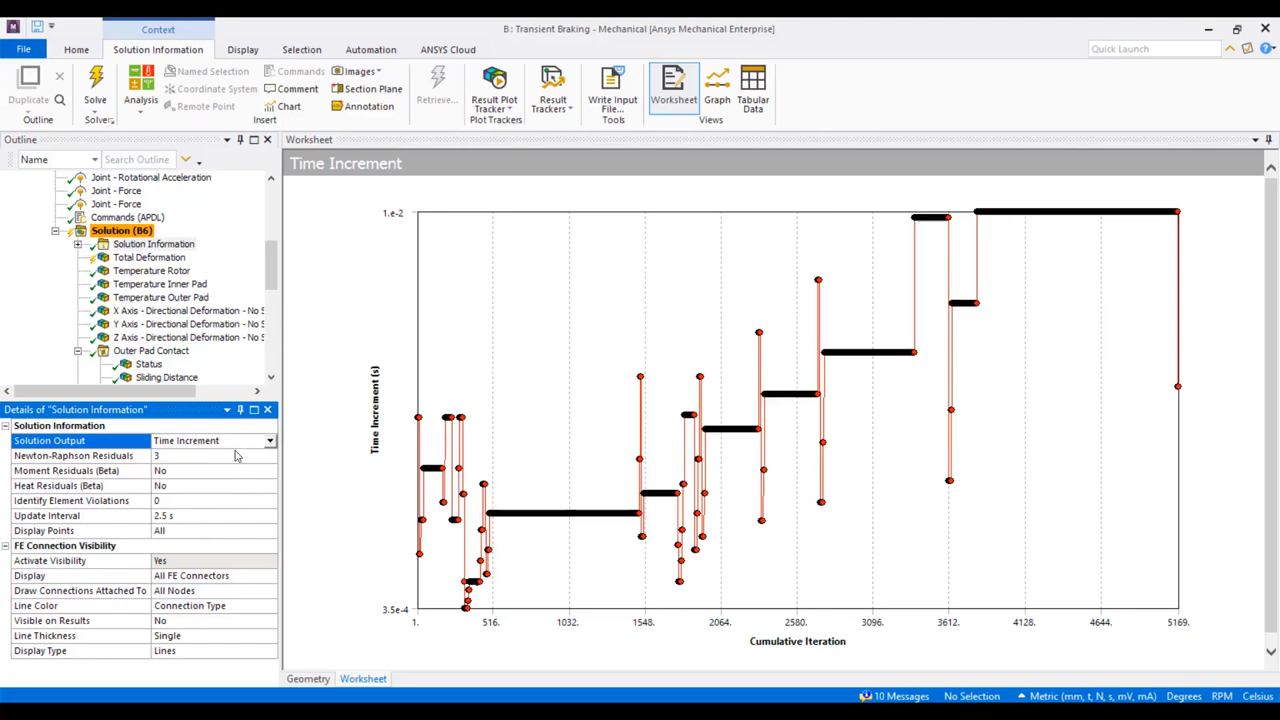 B : Transient Braking - Mechanical [Ansys Mechanical Enterprise]
Context
File Home Solution Information Display Selection Automation ANSYS Cloud Quick Launch
Duplicate
Outline
Solve
Solver
Analysis
Named Selection
Coordinate System
Remote Point
Commands
Comment
Chart
Images
Section Plane
Annotation
Insert
Retrieve...
Result Plot Tracker
Result Trackers
Plot Trackers
Write Input File...
Tools
Worksheet
Graph
Tabular Data
Views
Outline
Name Search Outline
Joint - Rotational Acceleration
Joint - Force
Joint - Force
Commands (APDL)
Solution (B6)
Solution Information
Total Deformation
Temperature Rotor
Temperature Inner Pad
Temperature Outer Pad
X Axis - Directional Deformation - No S
Y Axis - Directional Deformation - No S
Z Axis - Directional Deformation - No S
Outer Pad Contact
Status
Sliding Distance
Details of "Solution Information"
Solution Information
Solution Output Time Increment
Newton-Raphson Residuals 3
Moment Residuals (Beta) No
Heat Residuals (Beta) No
Identify Element Violations 0
Update Interval 2.5 s
Display Points All
FE Connection Visibility
Activate Visibility Yes
Display All FE Connectors
Draw Connections Attached To All Nodes
Line Color Connection Type
Visible on Results No
Line Thickness Single
Display Type Lines
Worksheet
Time Increment
1.e-2
Time Increment (s)
3.5e-4
1. 516. 1032. 1548. 2064. 2580. 3096. 3612. 4128. 4644. 5169.
Cumulative Iteration
Geometry Worksheet
10 Messages No Selection Metric (mm, t, N, s, mV, mA) Degrees RPM Celsius